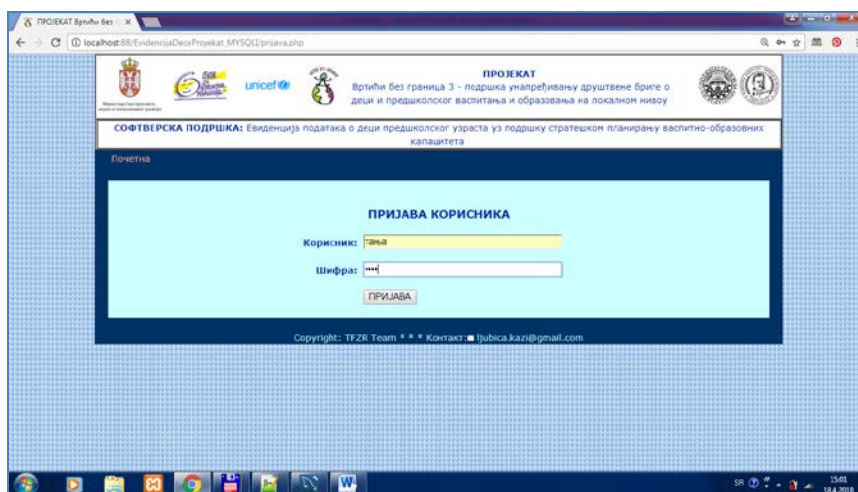 ПРОЈЕКАТ Вртићи без
localhost:88/EvidencijaDeceProjekat_MYSQLI/prijava.php
unicef
ПРОЈЕКАТ
Вртићи без граница 3 - подршка унапређивању друштвене бриге о
деци и предшколског васпитања и образовања на локалном нивоу
СОФТВЕРСКА ПОДРШКА: Евиденција података о деци предшколског узраста уз подршку стратешком планирању васпитно-образовних
капацитета
Почетна
ПРИЈАВА КОРИСНИКА
Корисник: тања
Шифра: ••••
ПРИЈАВА
Copyright: TFZR Team * * * Контакт: ljubica.kazi@gmail.com
SR
15:01
18.4.2018